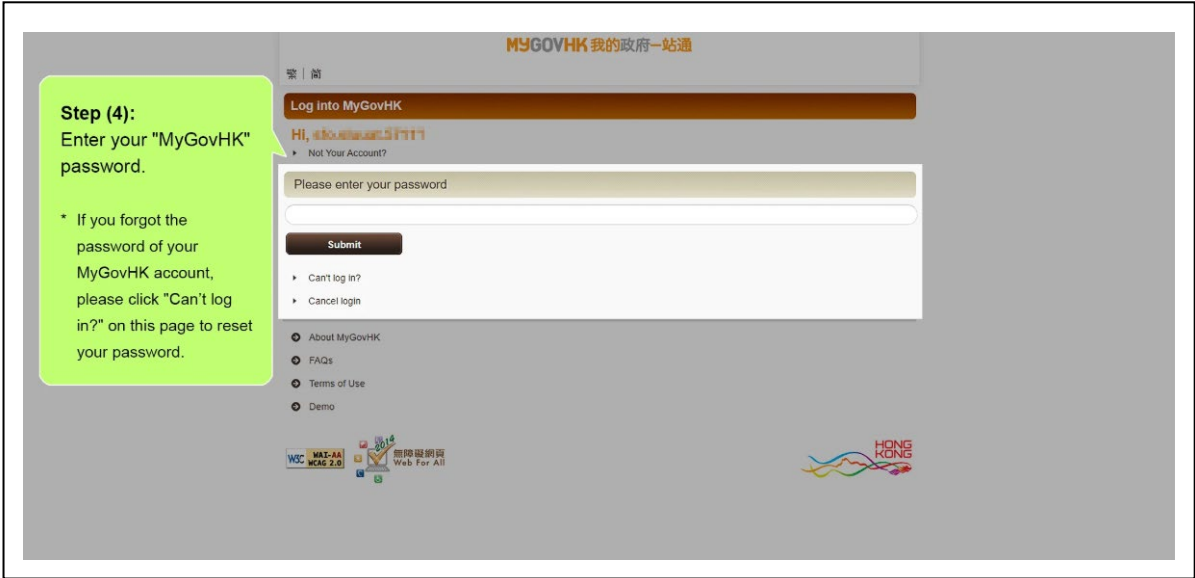 MYGOVHK 我的政府一站通
繁 | 简
Step (4):
Enter your "MyGovHK"
password.
* If you forgot the
password of your
MyGovHK account,
please click "Can't log
in?" on this page to reset
your password.
Log into MyGovHK
Hi,
Not Your Account?
Please enter your password
Submit
Can't log in?
Cancel login
About MyGovHK
FAQs
Terms of Use
Demo
W3C WAI-AA
WCAG 2.0
2014
無障礙網頁
Web For All
HONG
KONG